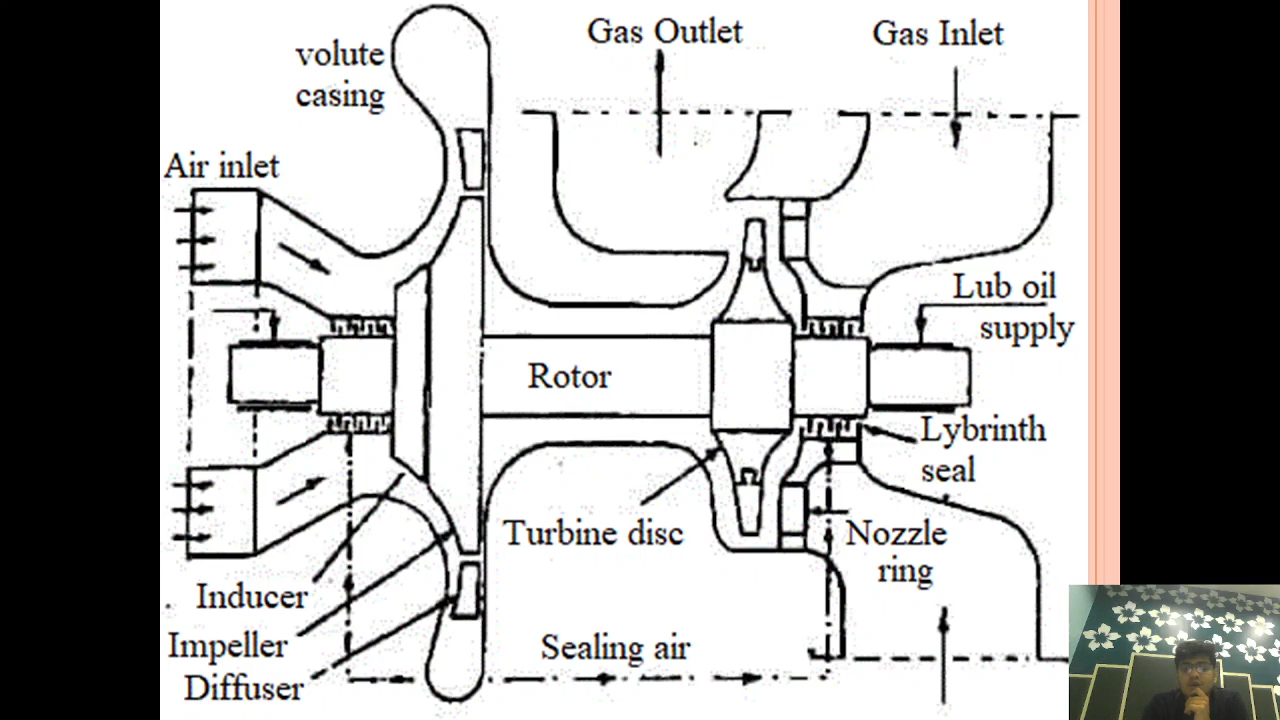 Gas Outlet
Gas Inlet
volute
casing
Air inlet
Lub oil
supply
Rotor
Lybrinth
seal
Turbine disc
Nozzle
ring
Inducer
Impeller
Diffuser
Sealing air